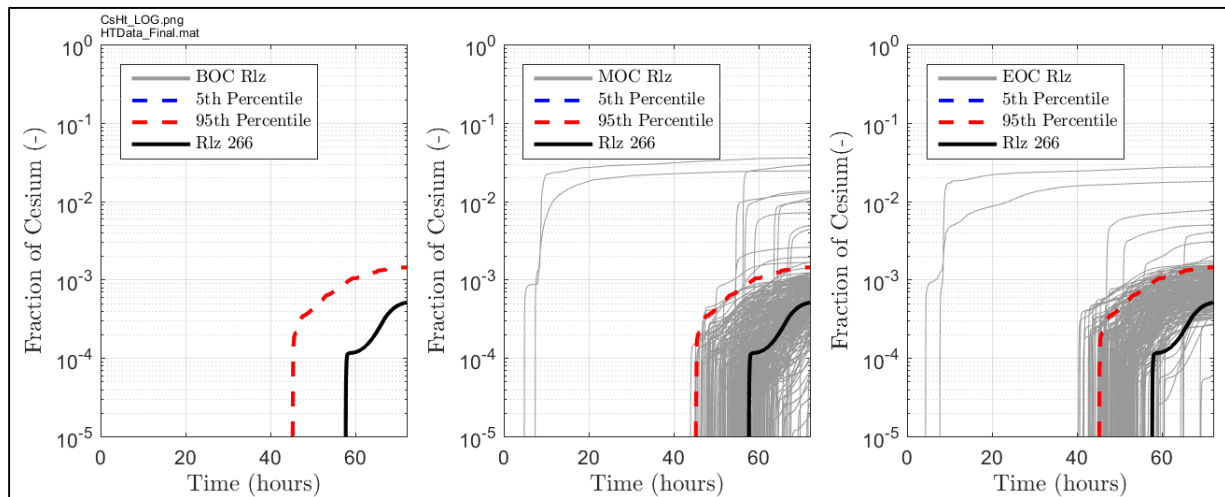 CsHt_LOG.png
HTData_Final.mat
10^0
10^-1
10^-2
10^-3
10^-4
10^-5
Fraction of Cesium (-)
BOC Rlz
5th Percentile
95th Percentile
Rlz 266
0 20 40 60
Time (hours)
10^0
10^-1
10^-2
10^-3
10^-4
10^-5
Fraction of Cesium (-)
MOC Rlz
5th Percentile
95th Percentile
Rlz 266
0 20 40 60
Time (hours)
10^0
10^-1
10^-2
10^-3
10^-4
10^-5
Fraction of Cesium(-)
EOC Rlz
5th Percentile
95th Percentile
Rlz 266
0 20 40 60
Time (hours)